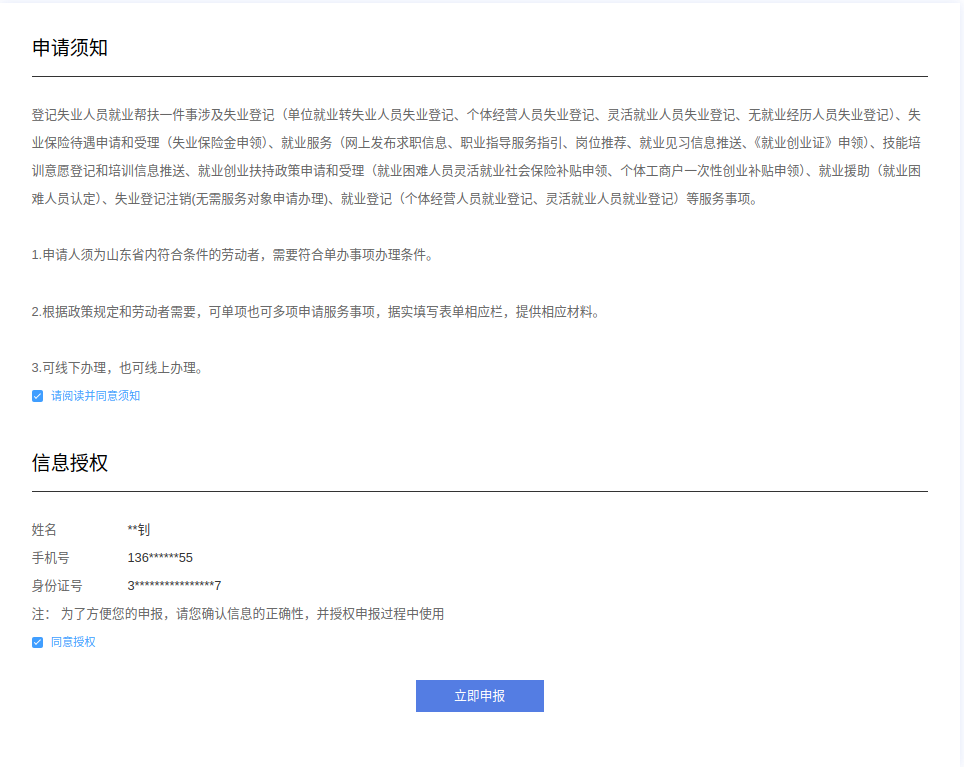 申请须知
登记失业人员就业帮扶一件事涉及失业登记（单位就业转失业人员失业登记、个体经营人员失业登记、灵活就业人员失业登记、无就业经历人员失业登记）、失
业保险待遇申请和受理（失业保险金申领）、就业服务（网上发布求职信息、职业指导服务指引、岗位推荐、就业见习信息推送、《就业创业证》申领）、技能培
训意愿登记和培训信息推送、就业创业扶持政策申请和受理（就业困难人员灵活就业社会保险补贴申领、个体工商户一次性创业补贴申领）、就业援助（就业困
难人员认定）、失业登记注销(无需服务对象申请办理)、就业登记（个体经营人员就业登记、灵活就业人员就业登记）等服务事项。
1.申请人须为山东省内符合条件的劳动者，需要符合单办事项办理条件。
2.根据政策规定和劳动者需要，可单项也可多项申请服务事项，据实填写表单相应栏，提供相应材料。
3.可线下办理，也可线上办理。
请阅读并同意须知
信息授权
姓名 **钊
手机号 136******55
身份证号 3****************7
注： 为了方便您的申报，请您确认信息的正确性，并授权申报过程中使用
同意授权
立即申报